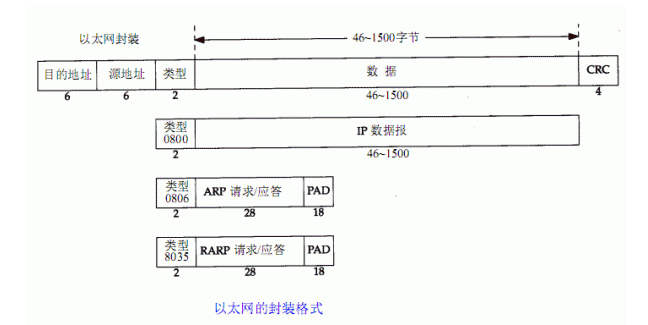 以太网封装
46~1500字节
目的地址 源地址 类型 数据 CRC
6 6 2 46~1500 4
类型
0800
IP 数据报
2 46~1500
类型
0806
ARP 请求/应答 PAD
2 28 18
类型
8035
RARP 请求/应答 PAD
2 28 18
以太网的封装格式